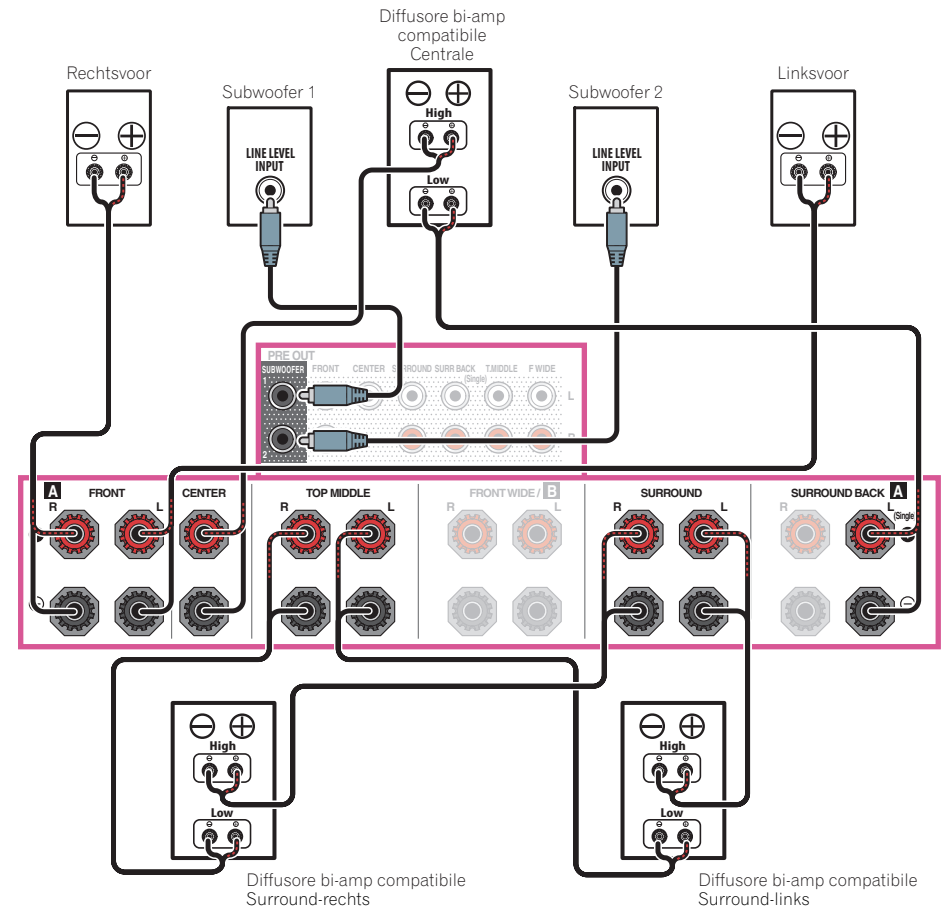 Diffusore bi-amp
compatibile
Centrale
Rechtsvoor
Subwoofer 1
Subwoofer 2
Linksvoor
High
LINE LEVEL
INPUT
LINE LEVEL
INPUT
Low
PRE OUT
SUBWOOFER FRONT CENTER SURROUND SURR BACK T.MIDDLE F WIDE
(Single)
1
L
2
R
A FRONT CENTER TOP MIDDLE FRONT WIDE / B SURROUND SURROUND BACK A
R L R L R L R L R L
(Single
High
High
Low
Low
Diffusore bi-amp compatibile
Surround-rechts
Diffusore bi-amp compatibile
Surround-links